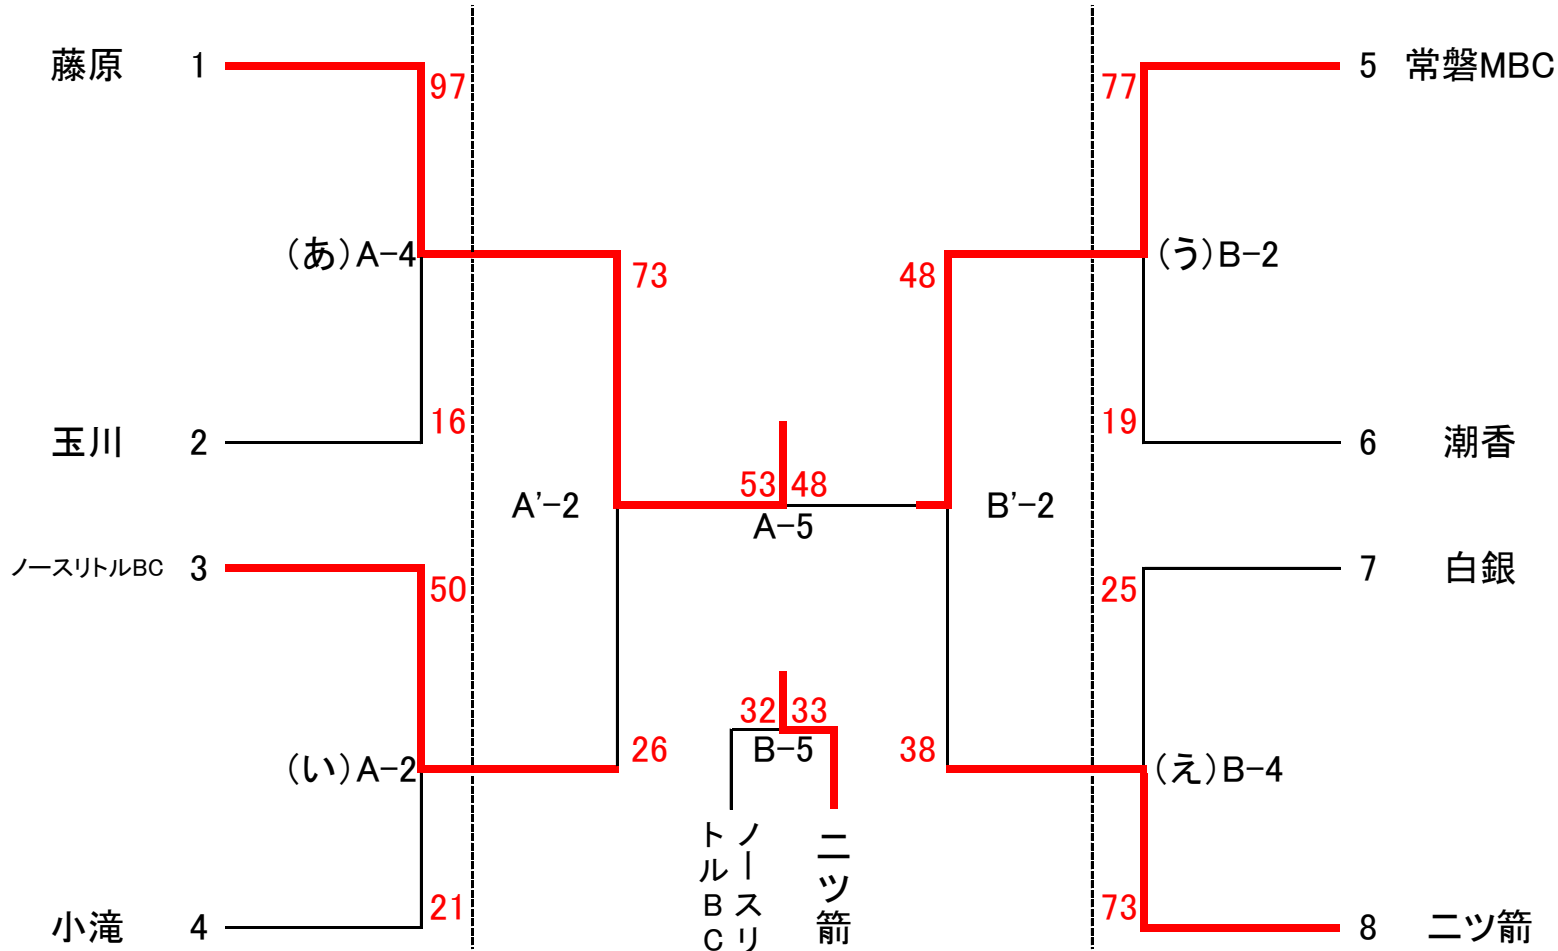 藤原 1 97 77 5 常磐MBC
(あ)A-4 73 48 (う)B-2
玉川 2 16 19 6 潮香
53 48
A'-2 A-5 B'-2
ノースリトルBC 3 50 25 7 白銀
32 33
(い)A-2 26 B-5 38 (え)B-4
ノースリ
トルBC
二ツ箭
小滝 4 21 73 8 二ツ箭